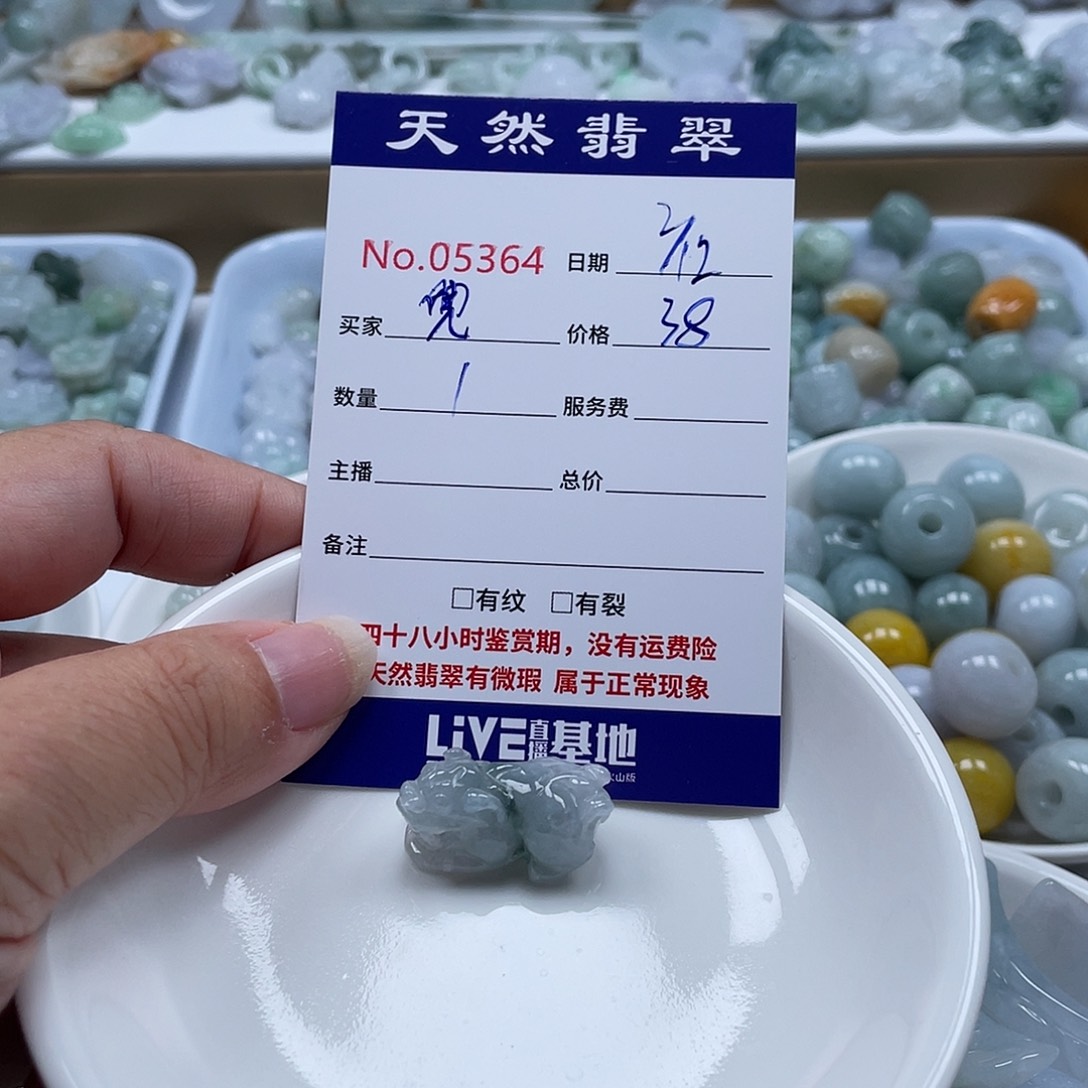 天然翡翠
No.05364 日期 2/12
买家 价格 38
数量 1 服务费
主播 总价
备注
□有纹 □有裂
四十八小时鉴赏期，没有运费险
天然翡翠有微瑕 属于正常现象
LiVE直播基地